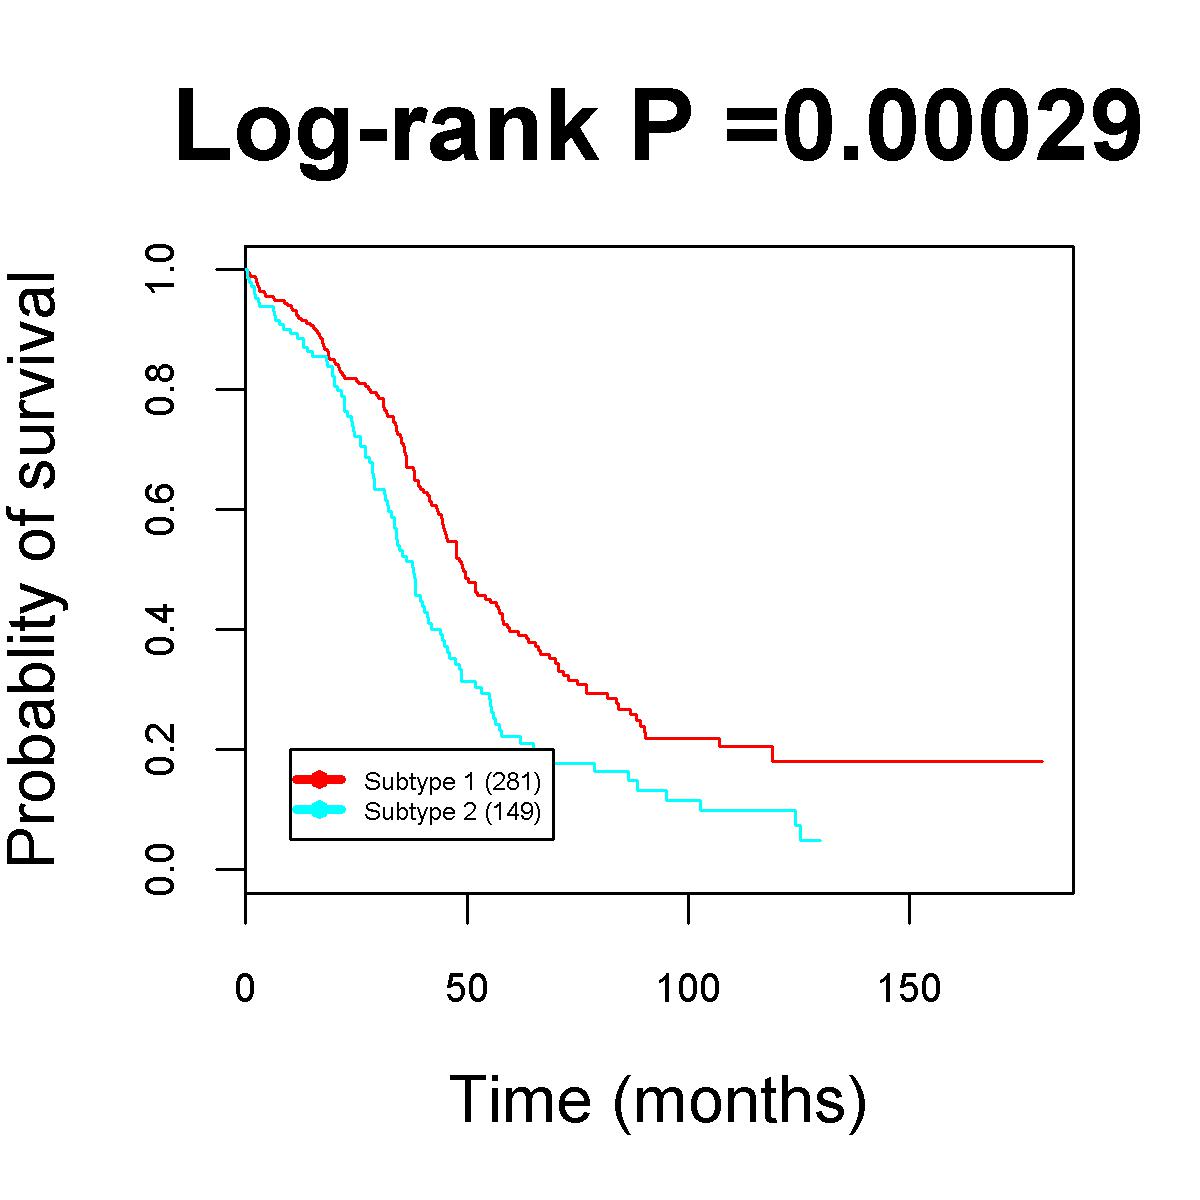 Log-rank P =0.00029
Probablity of survival
1.0
0.8
0.6
0.4
0.2
0.0
Subtype 1 (281)
Subtype 2 (149)
0 50 100 150
Time (months)